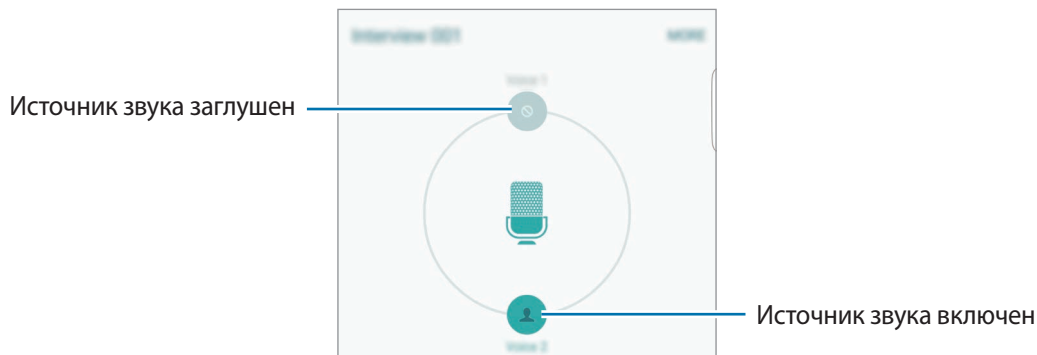 Interview 001
MORE
Voice 1
Источник звука заглушен
Источник звука включен
Voice 2